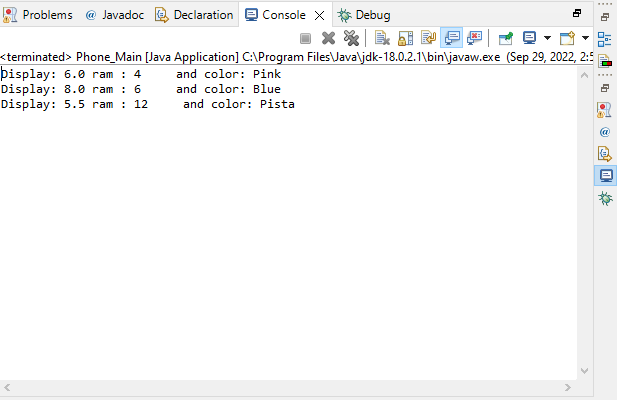 Problems @ Javadoc Declaration Console Debug
<terminated> Phone_Main [Java Application] C:\Program Files\Java\jdk-18.0.2.1\bin\javaw.exe (Sep 29, 2022, 2:5
Display: 6.0 ram : 4     and color: Pink
Display: 8.0 ram : 6     and color: Blue
Display: 5.5 ram : 12     and color: Pista